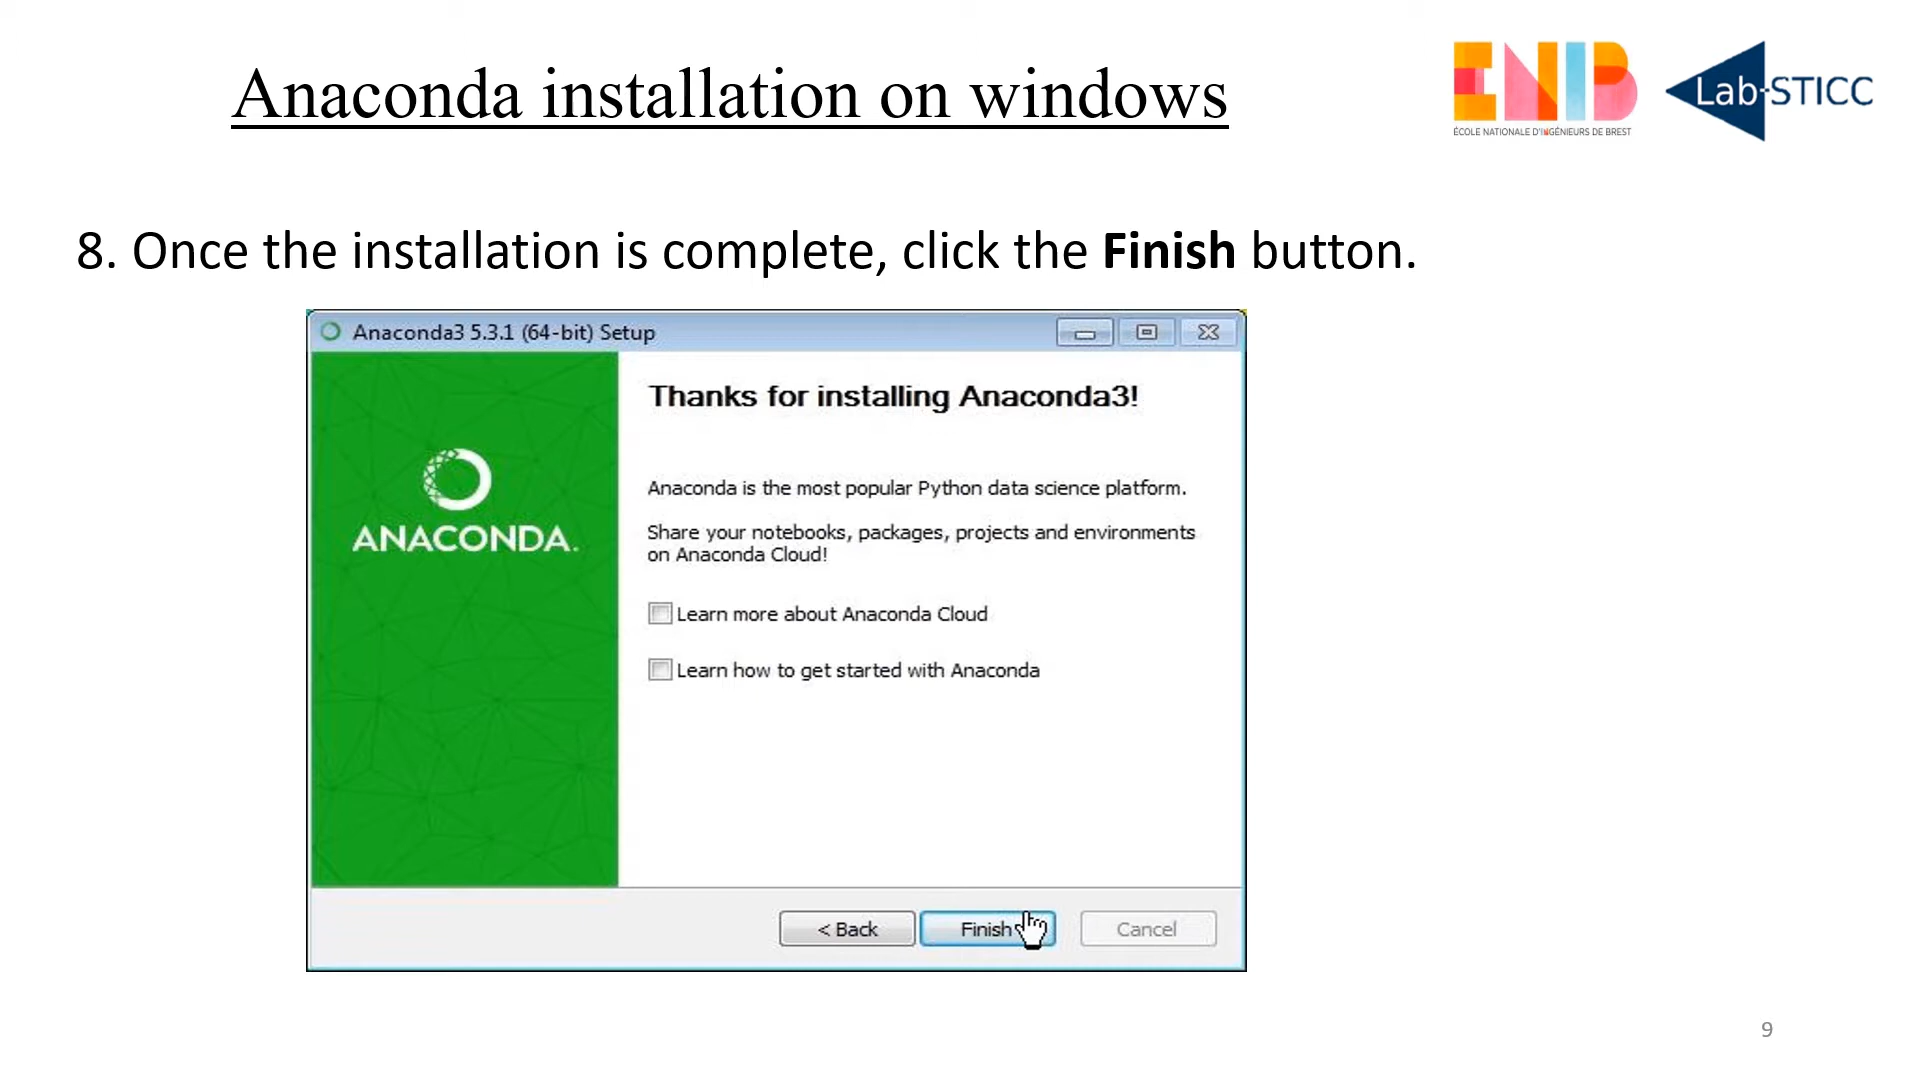 Anaconda installation on windows
ENIB
ÉCOLE NATIONALE D'INGÉNIEURS DE BREST
Lab-STICC
8. Once the installation is complete, click the Finish button.
Anaconda3 5.3.1 (64-bit) Setup
Thanks for installing Anaconda3!
ANACONDA.
Anaconda is the most popular Python data science platform.
Share your notebooks, packages, projects and environments
on Anaconda Cloud!
Learn more about Anaconda Cloud
Learn how to get started with Anaconda
< Back
Finish
Cancel
9